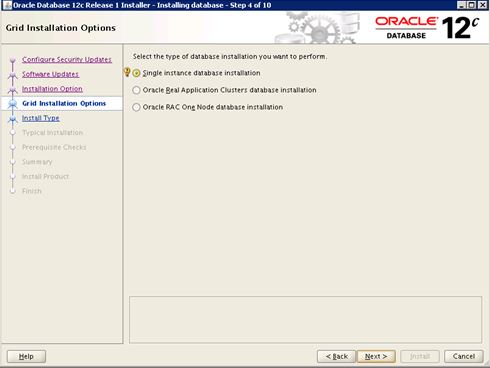 Oracle Database 12c Release 1 Installer - Installing database - Step 4 of 10
Grid Installation Options
ORACLE
DATABASE 12c
Configure Security Updates
Software Updates
Installation Option
Grid Installation Options
Install Type
Typical Installation
Prerequisite Checks
Summary
Install Product
Finish
Select the type of database installation you want to perform.
Single instance database installation
Oracle Real Application Clusters database installation
Oracle RAC One Node database installation
Help
< Back
Next >
Install
Cancel